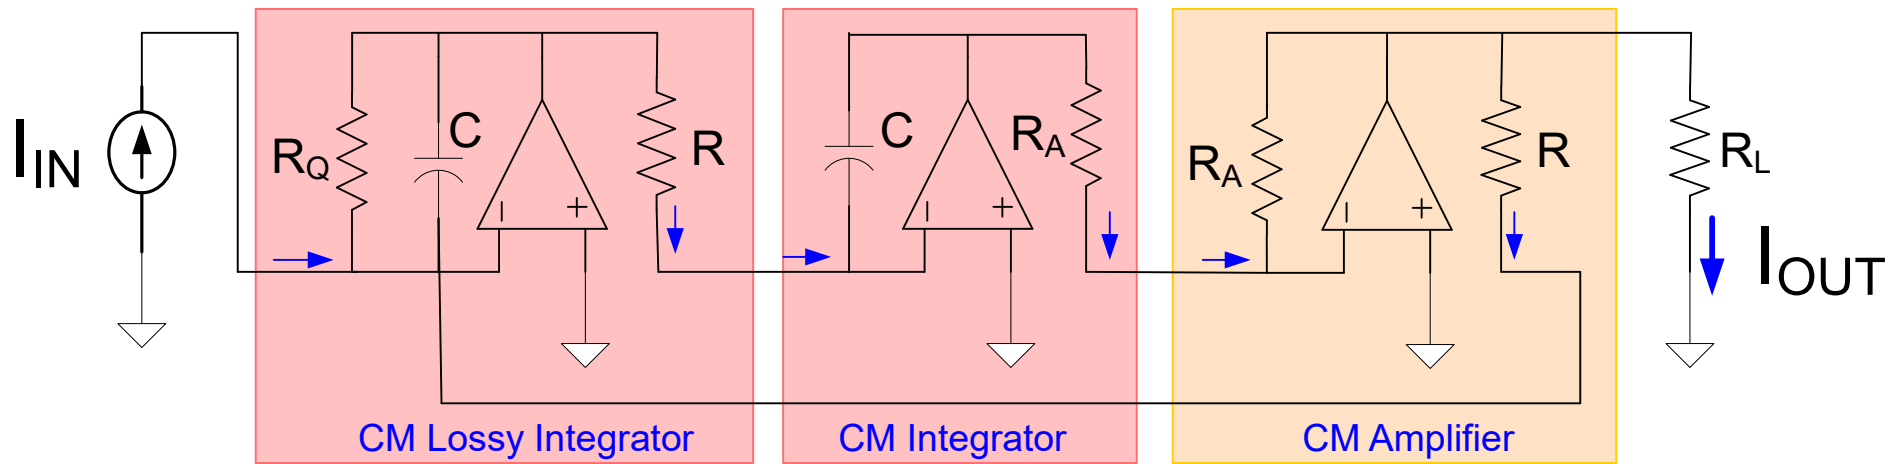 I_IN
R_Q
C
R
C
R_A
R_A
R
R_L
I_OUT
- +
- +
- +
CM Lossy Integrator
CM Integrator
CM Amplifier